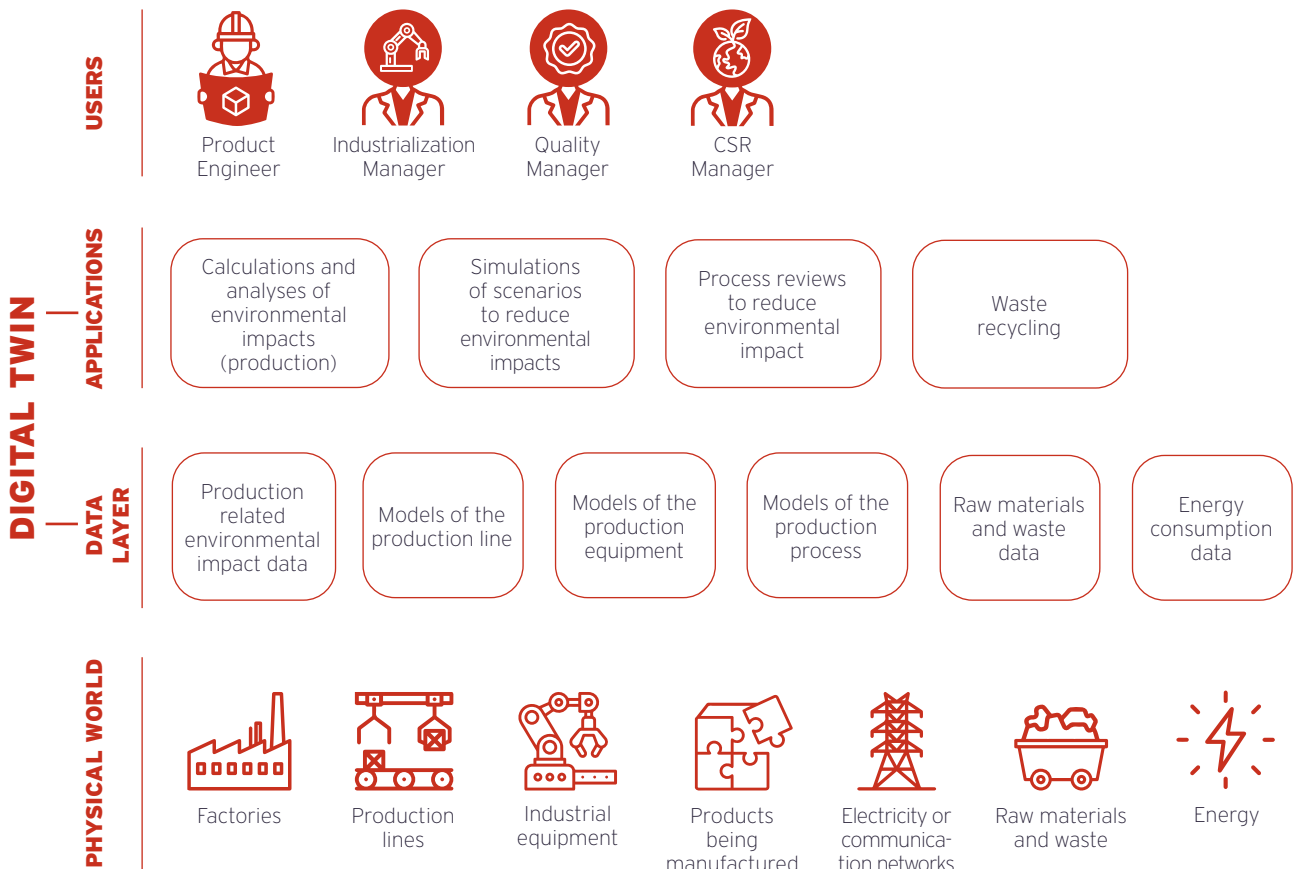 USERS
Product
Engineer
Industrialization
Manager
Quality
Manager
CSR
Manager
DIGITAL TWIN
APPLICATIONS
Calculations and
analyses of
environmental
impacts
(production)
Simulations
of scenarios
to reduce
environmental
impacts
Process reviews
to reduce
environmental
impact
Waste
recycling
DATA
LAYER
Production
related
environmental
impact data
Models of the
production line
Models of the
production
equipment
Models of the
production
process
Raw materials
and waste
data
Energy
consumption
data
PHYSICAL WORLD
Factories
Production
lines
Industrial
equipment
Products
being
manufactured
Electricity or
communica-
tion networks
Raw materials
and waste
Energy